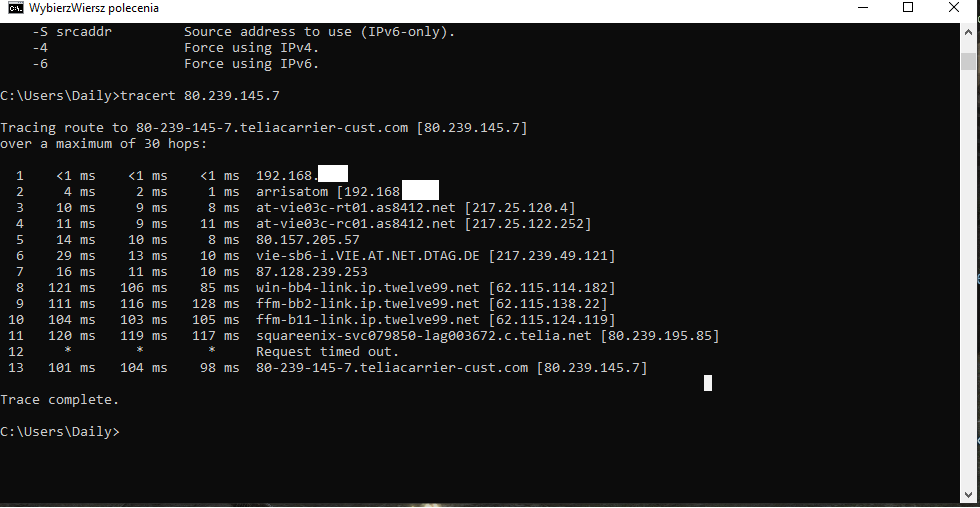 WybierzWiersz polecenia
-S srcaddr Source address to use (IPv6-only).
-4 Force using IPv4.
-6 Force using IPv6.
C:\Users\Daily>tracert 80.239.145.7
Tracing route to 80-239-145-7.teliacarrier-cust.com [80.239.145.7]
over a maximum of 30 hops:
1 <1 ms <1 ms <1 ms 192.168.
2 4 ms 2 ms 1 ms arrisatom [192.168
3 10 ms 9 ms 8 ms at-vie03c-rt01.as8412.net [217.25.120.4]
4 11 ms 9 ms 11 ms at-vie03c-rc01.as8412.net [217.25.122.252]
5 14 ms 10 ms 8 ms 80.157.205.57
6 29 ms 13 ms 10 ms vie-sb6-i.VIE.AT.NET.DTAG.DE [217.239.49.121]
7 16 ms 11 ms 10 ms 87.128.239.253
8 121 ms 106 ms 85 ms win-bb4-link.ip.twelve99.net [62.115.114.182]
9 111 ms 116 ms 128 ms ffm-bb2-link.ip.twelve99.net [62.115.138.22]
10 104 ms 103 ms 105 ms ffm-b11-link.ip.twelve99.net [62.115.124.119]
11 120 ms 119 ms 117 ms squareenix-svc079850-lag003672.c.telia.net [80.239.195.85]
12 * * * Request timed out.
13 101 ms 104 ms 98 ms 80-239-145-7.teliacarrier-cust.com [80.239.145.7]
Trace complete.
C:\Users\Daily>